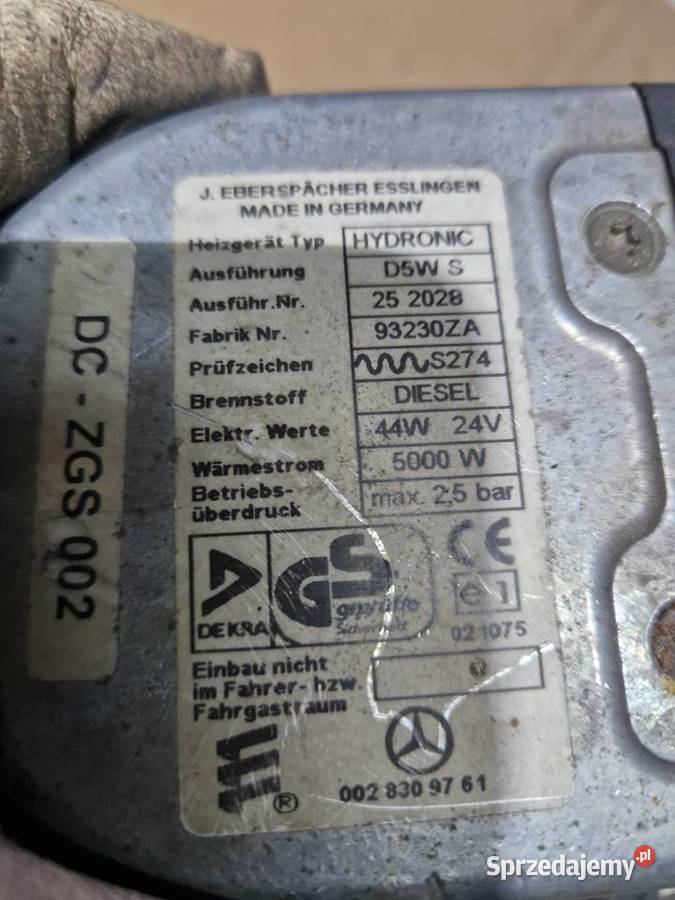 J. EBERSPÄCHER ESSLINGEN
MADE IN GERMANY
Heizgerät Typ HYDRONIC
Ausführung D5W S
Ausführ.Nr. 25 2028
Fabrik Nr. 93230ZA
Prüfzeichen S274
Brennstoff DIESEL
Elektr. Werte 44W 24V
Wärmestrom 5000 W
Betriebs-
überdruck max. 2,5 bar
DEKRA
GS
geprüfte
Sicherheit
CE
e 1
021075
Einbau nicht
im Fahrer- bzw.
Fahrgastraum
®
002 830 97 61
DC - ZGS 002
Sprzedajemy.pl